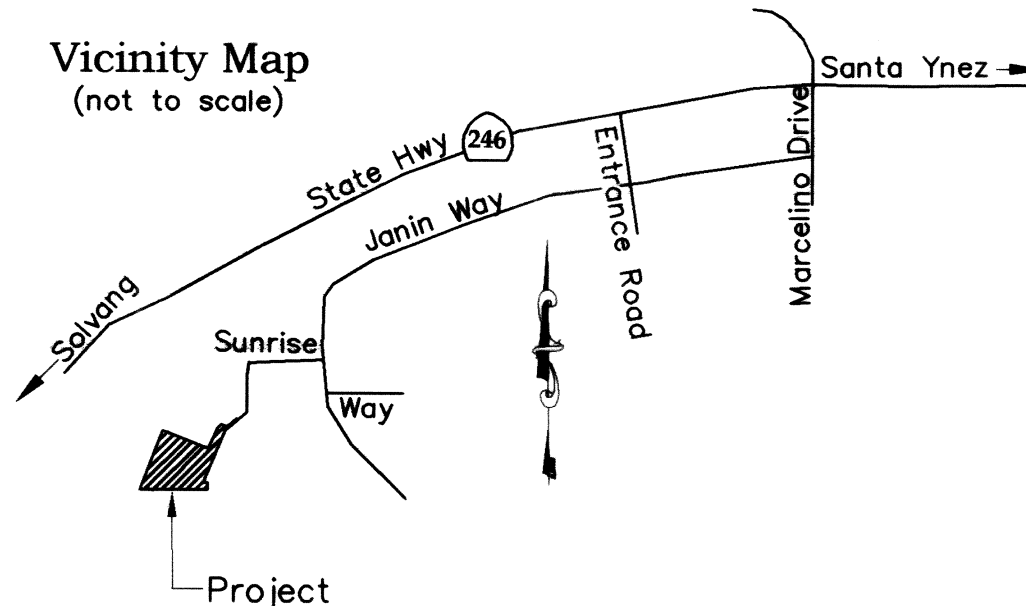 Vicinity Map
(not to scale)
Santa Ynez
State Hwy
246
Entrance Road
Marcelino Drive
Janin Way
Solvang
Sunrise
Way
Project